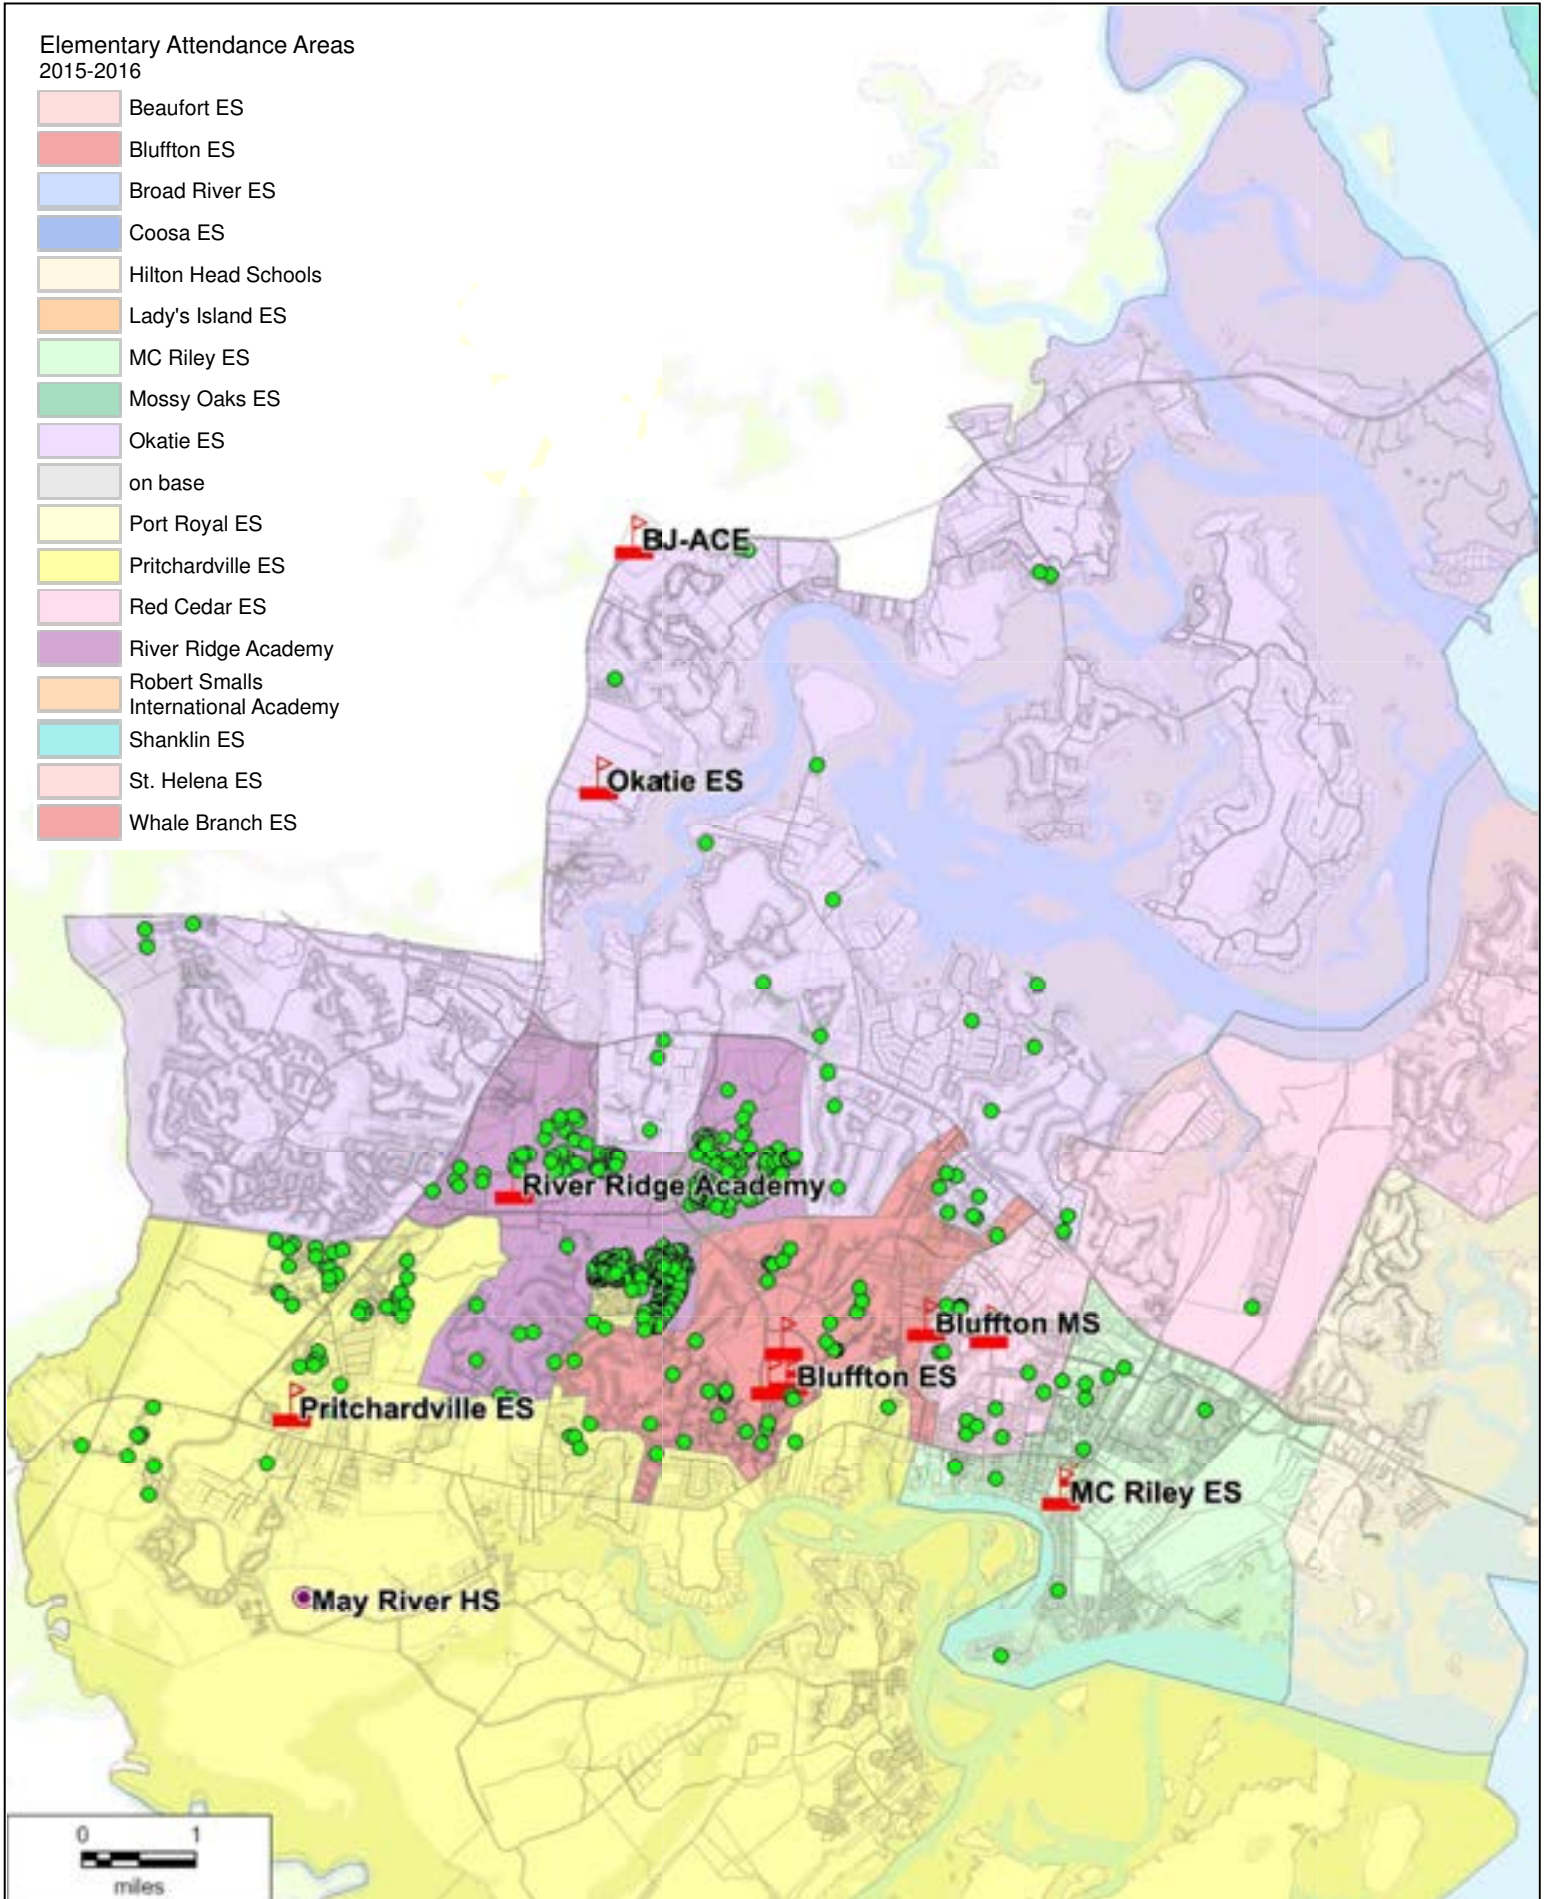 Elementary Attendance Areas
2015-2016
Beaufort ES
Bluffton ES
Broad River ES
Coosa ES
Hilton Head Schools
Lady's Island ES
MC Riley ES
Mossy Oaks ES
Okatie ES
on base
Port Royal ES
Pritchardville ES
Red Cedar ES
River Ridge Academy
Robert Smalls
International Academy
Shanklin ES
St. Helena ES
Whale Branch ES
BJ-ACE
Okatie ES
River Ridge Academy
Bluffton MS
Bluffton ES
Pritchardville ES
MC Riley ES
May River HS
0 1
miles